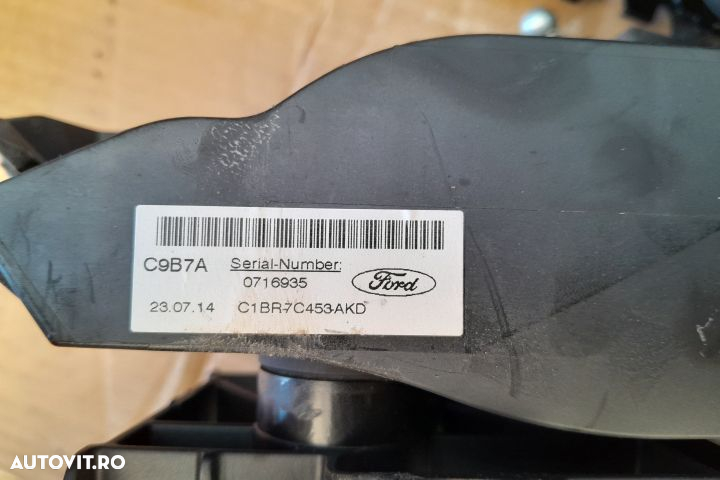 C9B7A Serial-Number:
0716935 Ford
23.07.14 C1BR-7C453-AKD
AUTOVIT.RO